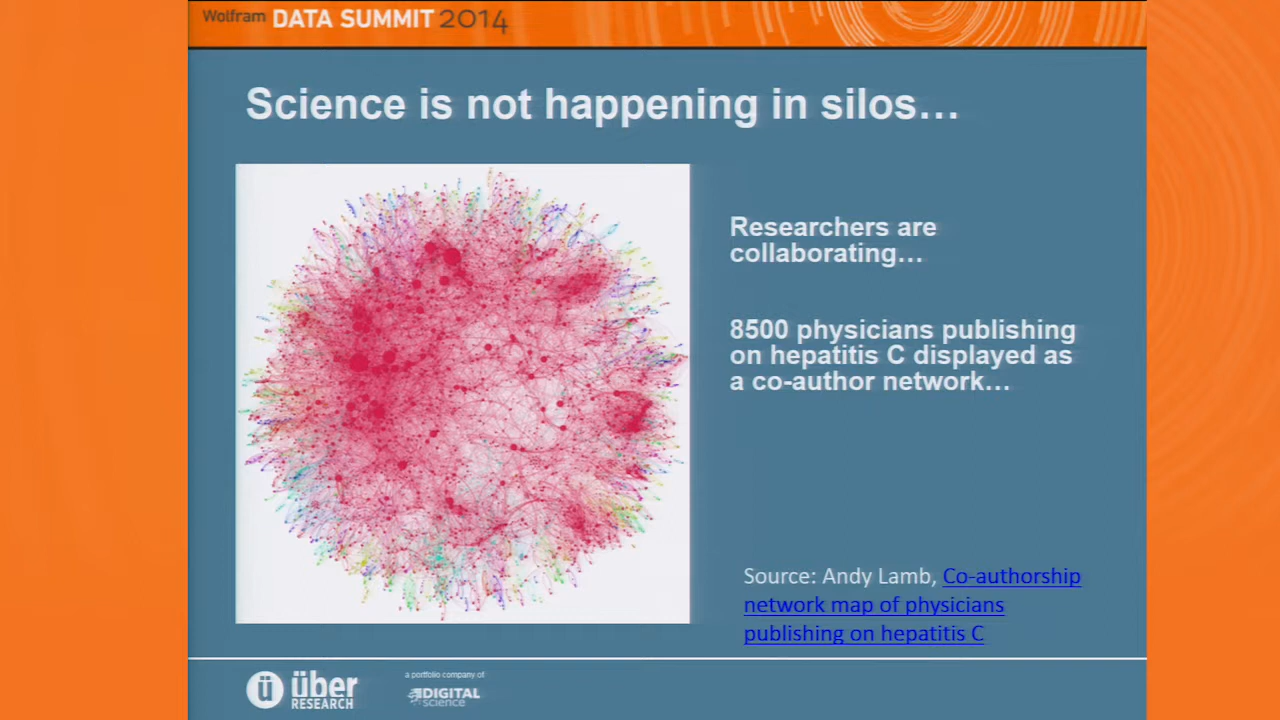 Wolfram DATA SUMMIT 2014
Science is not happening in silos…
Researchers are
collaborating…
8500 physicians publishing
on hepatitis C displayed as
a co-author network…
Source: Andy Lamb, Co-authorship
network map of physicians
publishing on hepatitis C
ü über
RESEARCH
a portfolio company of
DIGITAL
science